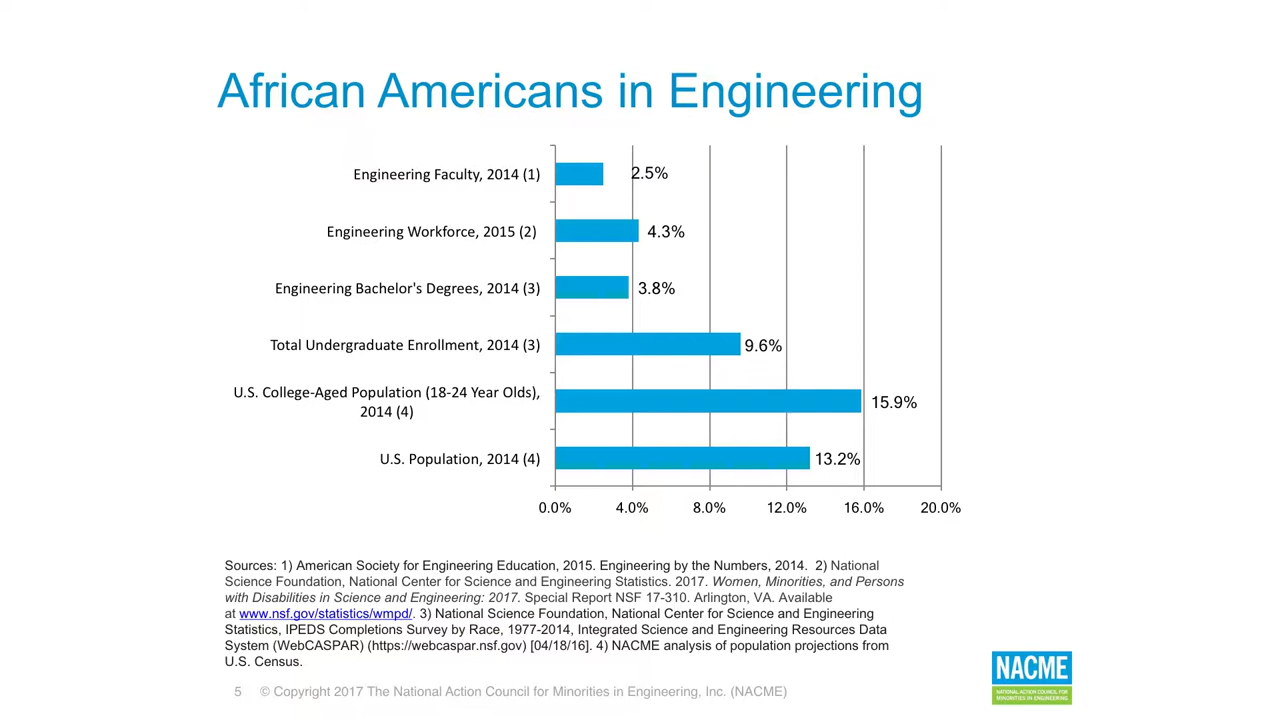 African Americans in Engineering
Engineering Faculty, 2014 (1)
2.5%
Engineering Workforce, 2015 (2)
4.3%
Engineering Bachelor's Degrees, 2014 (3)
3.8%
Total Undergraduate Enrollment, 2014 (3)
9.6%
U.S. College-Aged Population (18-24 Year Olds),
2014 (4)
15.9%
U.S. Population, 2014 (4)
13.2%
0.0% 4.0% 8.0% 12.0% 16.0% 20.0%
Sources: 1) American Society for Engineering Education, 2015. Engineering by the Numbers, 2014. 2) National
Science Foundation, National Center for Science and Engineering Statistics. 2017. Women, Minorities, and Persons
with Disabilities in Science and Engineering: 2017. Special Report NSF 17-310. Arlington, VA. Available
at www.nsf.gov/statistics/wmpd/. 3) National Science Foundation, National Center for Science and Engineering
Statistics, IPEDS Completions Survey by Race, 1977-2014, Integrated Science and Engineering Resources Data
System (WebCASPAR) (https://webcaspar.nsf.gov) [04/18/16]. 4) NACME analysis of population projections from
U.S. Census.
NACME
NATIONAL ACTION COUNCIL FOR
MINORITIES IN ENGINEERING
5 © Copyright 2017 The National Action Council for Minorities in Engineering, Inc. (NACME)